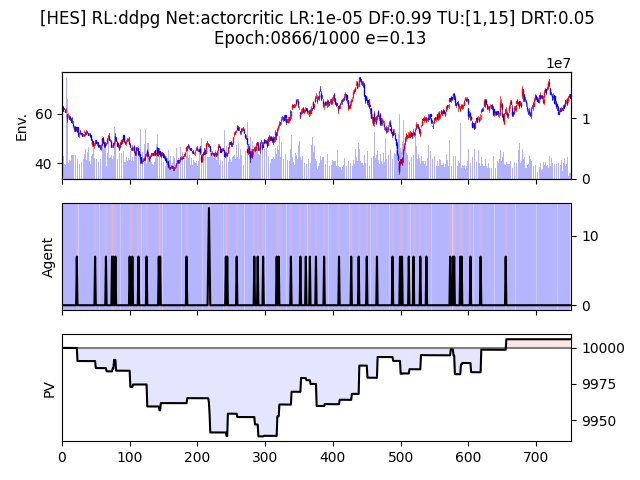 [HES] RL:ddpg Net:actorcritic LR:1e-05 DF:0.99 TU:[1,15] DRT:0.05
Epoch:0866/1000 e=0.13
1e7
Env.
60
40
1
0
Agent
10
0
PV
10000
9975
9950
0 100 200 300 400 500 600 700